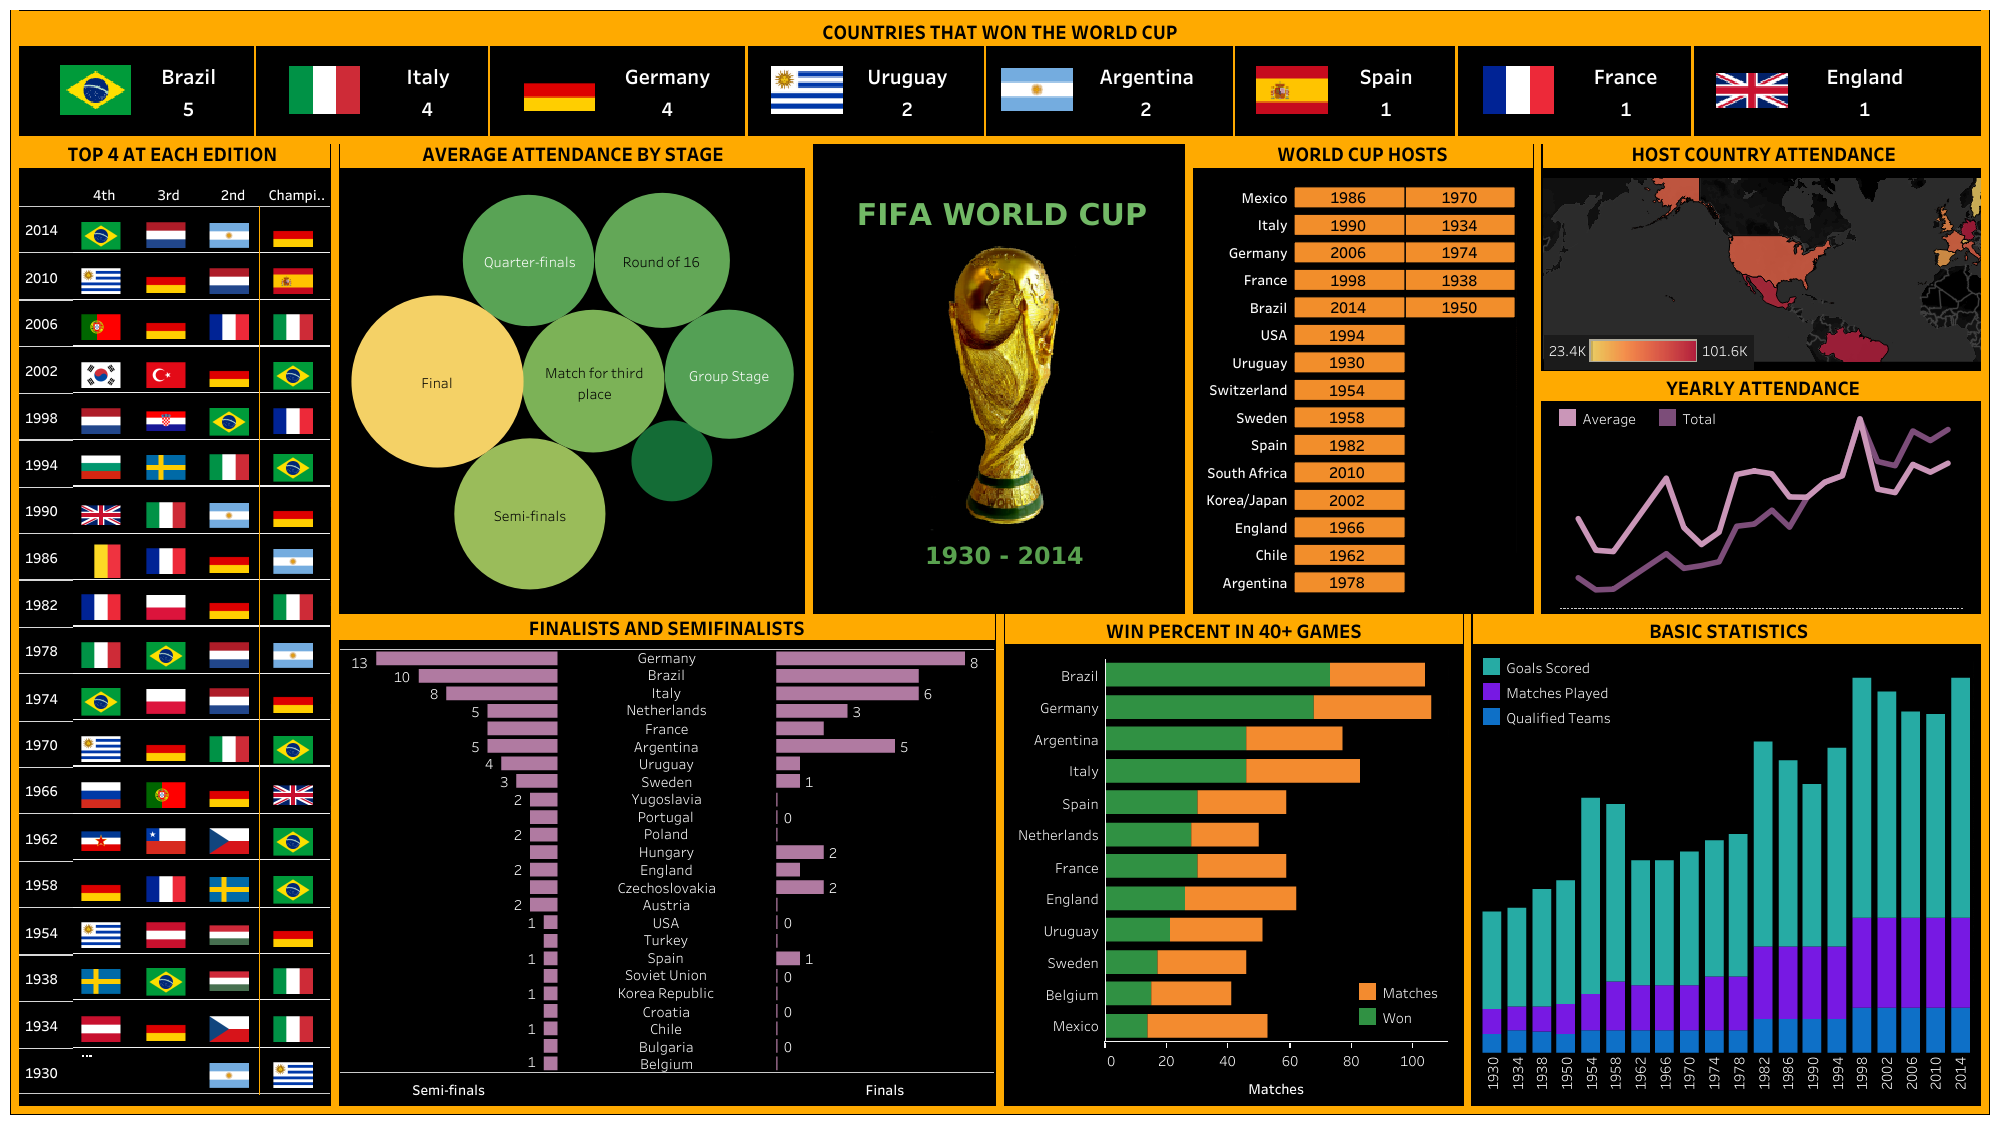 COUNTRIES THAT WON THE WORLD CUP
Brazil
5
Italy
4
Germany
4
Uruguay
2
Argentina
2
Spain
1
France
1
England
1
TOP 4 AT EACH EDITION
4th 3rd 2nd Champi..
2014
2010
2006
2002
1998
1994
1990
1986
1982
1978
1974
1970
1966
1962
1958
1954
1938
1934
1930
AVERAGE ATTENDANCE BY STAGE
Quarter-finals
Round of 16
Final
Match for third
place
Group Stage
Semi-finals
FIFA WORLD CUP
1930 - 2014
WORLD CUP HOSTS
Mexico 1986 1970
Italy 1990 1934
Germany 2006 1974
France 1998 1938
Brazil 2014 1950
USA 1994
Uruguay 1930
Switzerland 1954
Sweden 1958
Spain 1982
South Africa 2010
Korea/Japan 2002
England 1966
Chile 1962
Argentina 1978
HOST COUNTRY ATTENDANCE
23.4K 101.6K
YEARLY ATTENDANCE
Average Total
FINALISTS AND SEMIFINALISTS
13 Germany 8
10 Brazil
8 Italy 6
5 Netherlands 3
France
5 Argentina 5
4 Uruguay
3 Sweden 1
2 Yugoslavia
Portugal 0
2 Poland
Hungary 2
2 England
Czechoslovakia 2
2 Austria
1 USA 0
Turkey
1 Spain 1
Soviet Union 0
1 Korea Republic
Croatia 0
1 Chile
Bulgaria 0
1 Belgium
Semi-finals Finals
WIN PERCENT IN 40+ GAMES
Brazil
Germany
Argentina
Italy
Spain
Netherlands
France
England
Uruguay
Sweden
Belgium
Mexico
Matches
Won
0 20 40 60 80 100
Matches
BASIC STATISTICS
Goals Scored
Matches Played
Qualified Teams
1930 1934 1938 1950 1954 1958 1962 1966 1970 1974 1978 1982 1986 1990 1994 1998 2002 2006 2010 2014